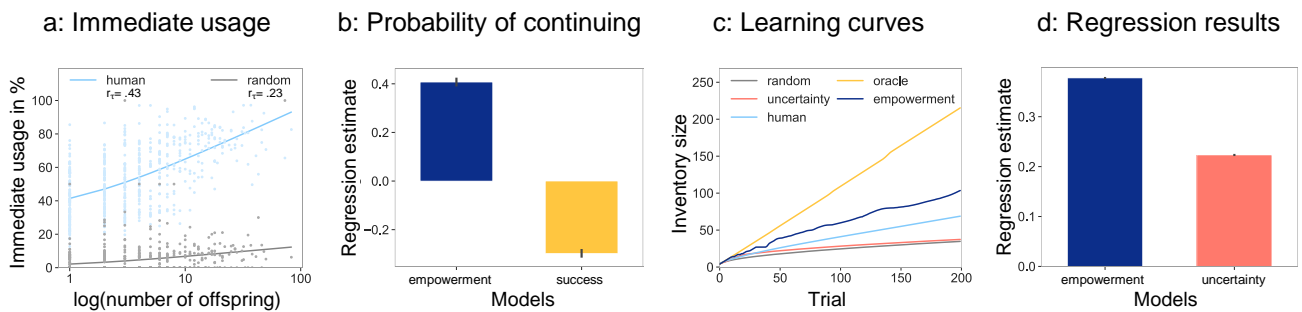 a: Immediate usage
human
rτ= .43
random
rτ= .23
100
80
60
40
20
0
Immediate usage in %
1
10
100
log(number of offspring)
b: Probability of continuing
0.4
0.2
0.0
−0.2
Regression estimate
empowerment
success
Models
c: Learning curves
random
uncertainty
human
oracle
empowerment
250
200
150
100
50
0
Inventory size
0
50
100
150
200
Trial
d: Regression results
0.3
0.2
0.1
0.0
Regression estimate
empowerment
uncertainty
Models